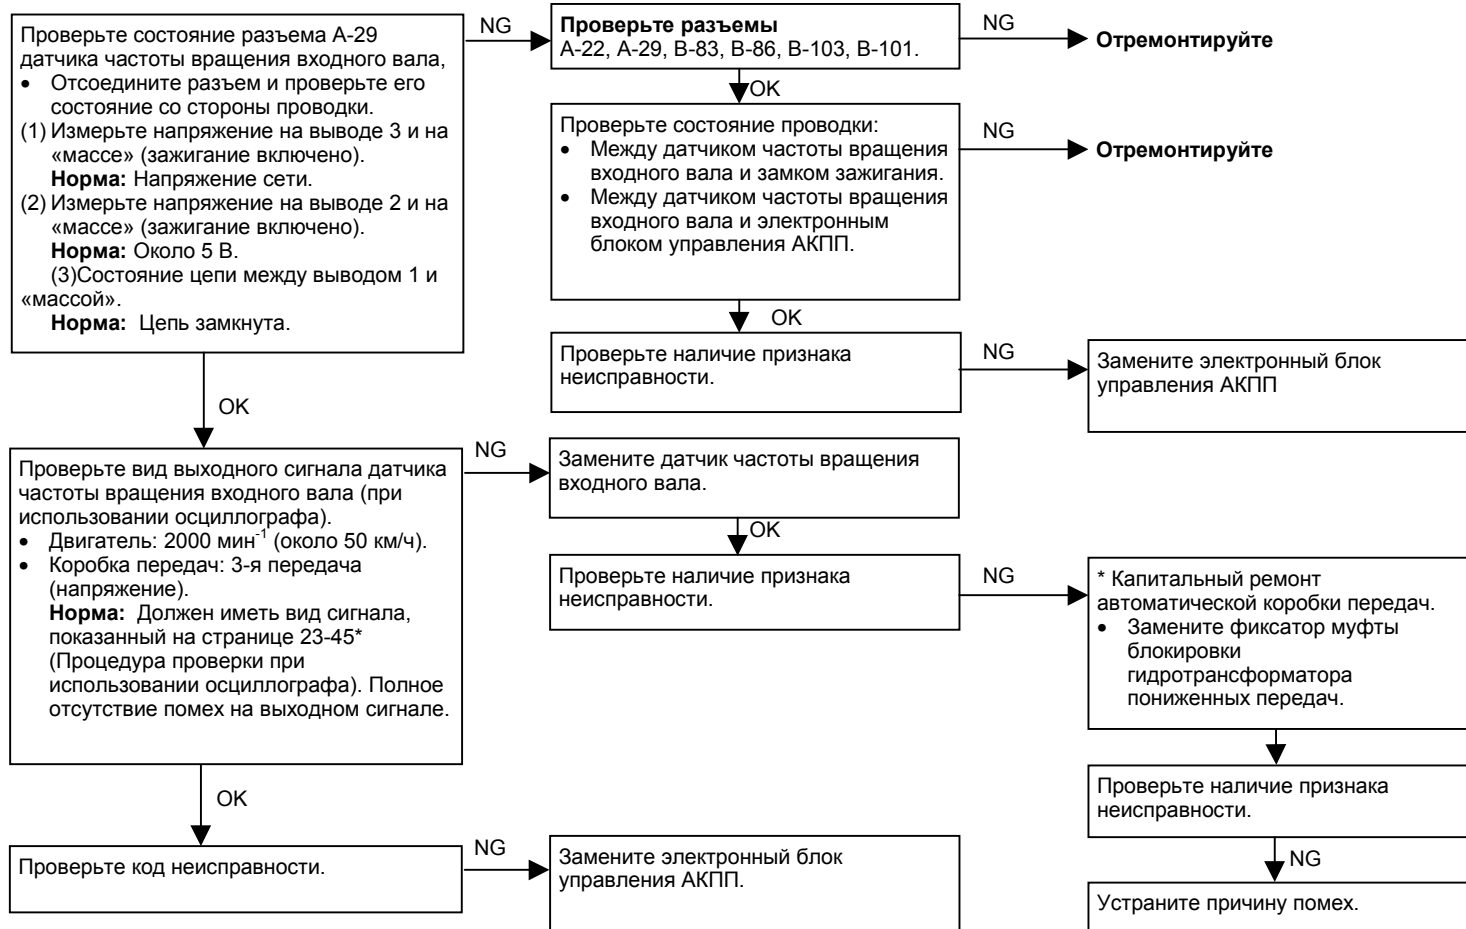 Проверьте состояние разъема А-29
датчика частоты вращения входного вала,
• Отсоедините разъем и проверьте его
состояние со стороны проводки.
(1) Измерьте напряжение на выводе 3 и на
«массе» (зажигание включено).
Норма: Напряжение сети.
(2) Измерьте напряжение на выводе 2 и на
«массе» (зажигание включено).
Норма: Около 5 В.
(3)Состояние цепи между выводом 1 и
«массой».
Норма: Цепь замкнута.
NG
Проверьте разъемы
А-22, А-29, В-83, В-86, В-103, В-101.
NG
Отремонтируйте
OK
Проверьте состояние проводки:
• Между датчиком частоты вращения
входного вала и замком зажигания.
• Между датчиком частоты вращения
входного вала и электронным
блоком управления АКПП.
NG
Отремонтируйте
OK
Проверьте наличие признака
неисправности.
NG
Замените электронный блок
управления АКПП
OK
Проверьте вид выходного сигнала датчика
частоты вращения входного вала (при
использовании осциллографа).
• Двигатель: 2000 мин⁻¹ (около 50 км/ч).
• Коробка передач: 3-я передача
(напряжение).
Норма: Должен иметь вид сигнала,
показанный на странице 23-45*
(Процедура проверки при
использовании осциллографа). Полное
отсутствие помех на выходном сигнале.
NG
Замените датчик частоты вращения
входного вала.
OK
Проверьте наличие признака
неисправности.
NG
* Капитальный ремонт
автоматической коробки передач.
• Замените фиксатор муфты
блокировки
гидротрансформатора
пониженных передач.
Проверьте наличие признака
неисправности.
NG
Устраните причину помех.
OK
Проверьте код неисправности.
NG
Замените электронный блок
управления АКПП.